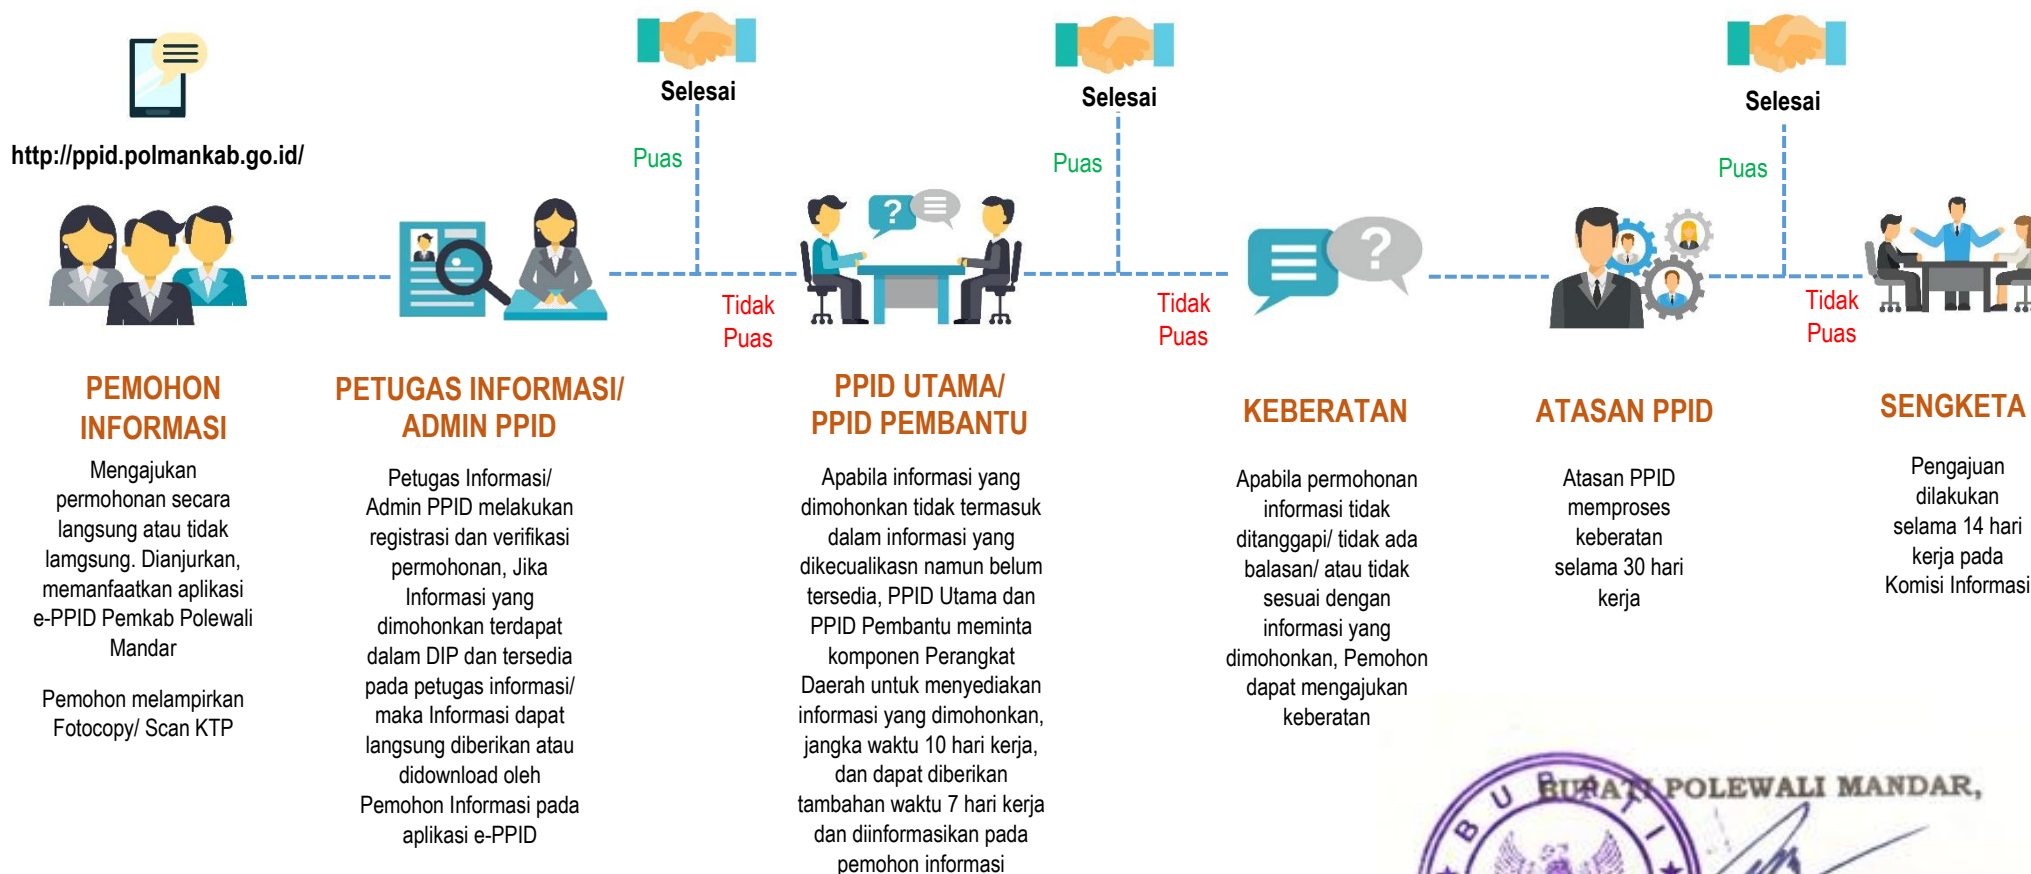 http://ppid.polmankab.go.id/
Selesai
Selesai
Selesai
Puas
Puas
Puas
?
?
Tidak
Puas
Tidak
Puas
Tidak
Puas
PEMOHON
INFORMASI
Mengajukan
permohonan secara
langsung atau tidak
lamgsung. Dianjurkan,
memanfaatkan aplikasi
e-PPID Pemkab Polewali
Mandar
Pemohon melampirkan
Fotocopy/ Scan KTP
PETUGAS INFORMASI/
ADMIN PPID
Petugas Informasi/
Admin PPID melakukan
registrasi dan verifikasi
permohonan, Jika
Informasi yang
dimohonkan terdapat
dalam DIP dan tersedia
pada petugas informasi/
maka Informasi dapat
langsung diberikan atau
didownload oleh
Pemohon Informasi pada
aplikasi e-PPID
PPID UTAMA/
PPID PEMBANTU
Apabila informasi yang
dimohonkan tidak termasuk
dalam informasi yang
dikecualikasn namun belum
tersedia, PPID Utama dan
PPID Pembantu meminta
komponen Perangkat
Daerah untuk menyediakan
informasi yang dimohonkan,
jangka waktu 10 hari kerja,
dan dapat diberikan
tambahan waktu 7 hari kerja
dan diinformasikan pada
pemohon informasi
KEBERATAN
Apabila permohonan
informasi tidak
ditanggapi/ tidak ada
balasan/ atau tidak
sesuai dengan
informasi yang
dimohonkan, Pemohon
dapat mengajukan
keberatan
ATASAN PPID
Atasan PPID
memproses
keberatan
selama 30 hari
kerja
SENGKETA
Pengajuan
dilakukan
selama 14 hari
kerja pada
Komisi Informasi
BUPATI POLEWALI MANDAR,
BUPATI